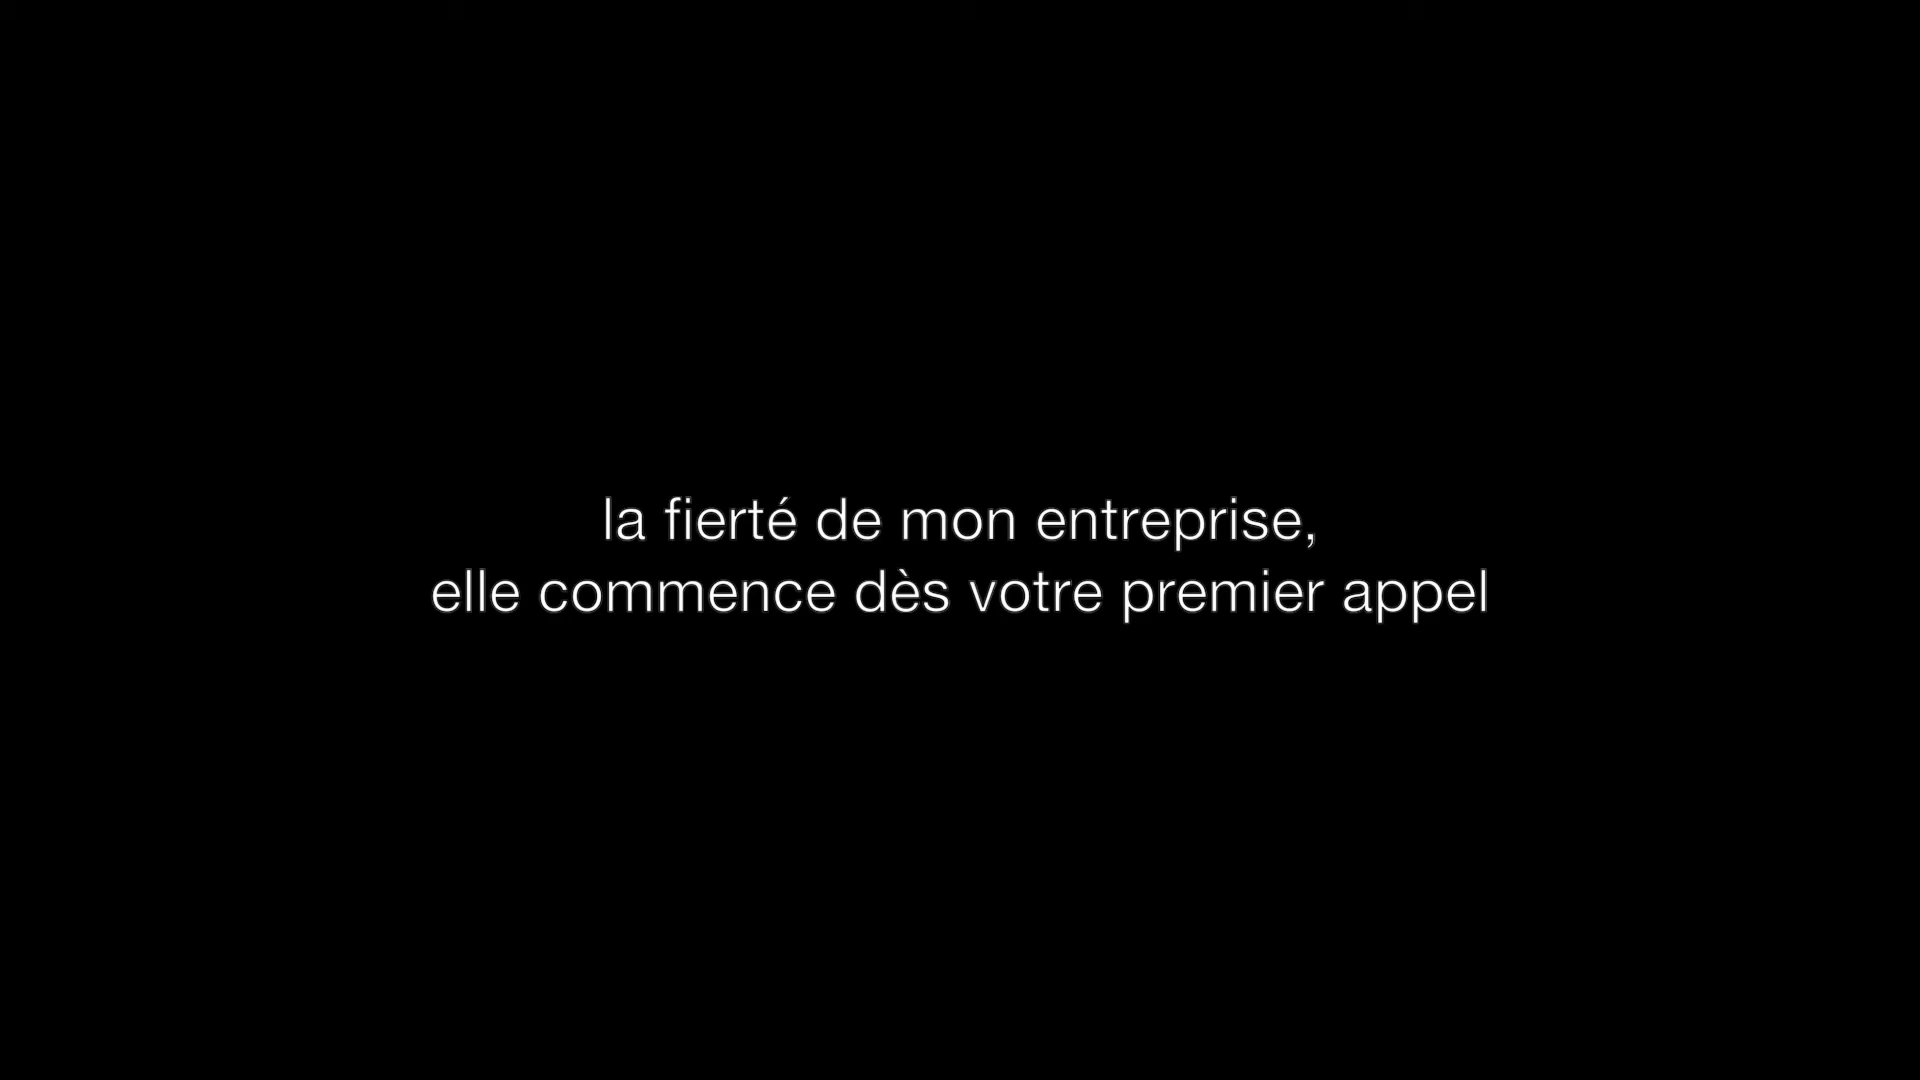 la fierté de mon entreprise,
elle commence dès votre premier appel